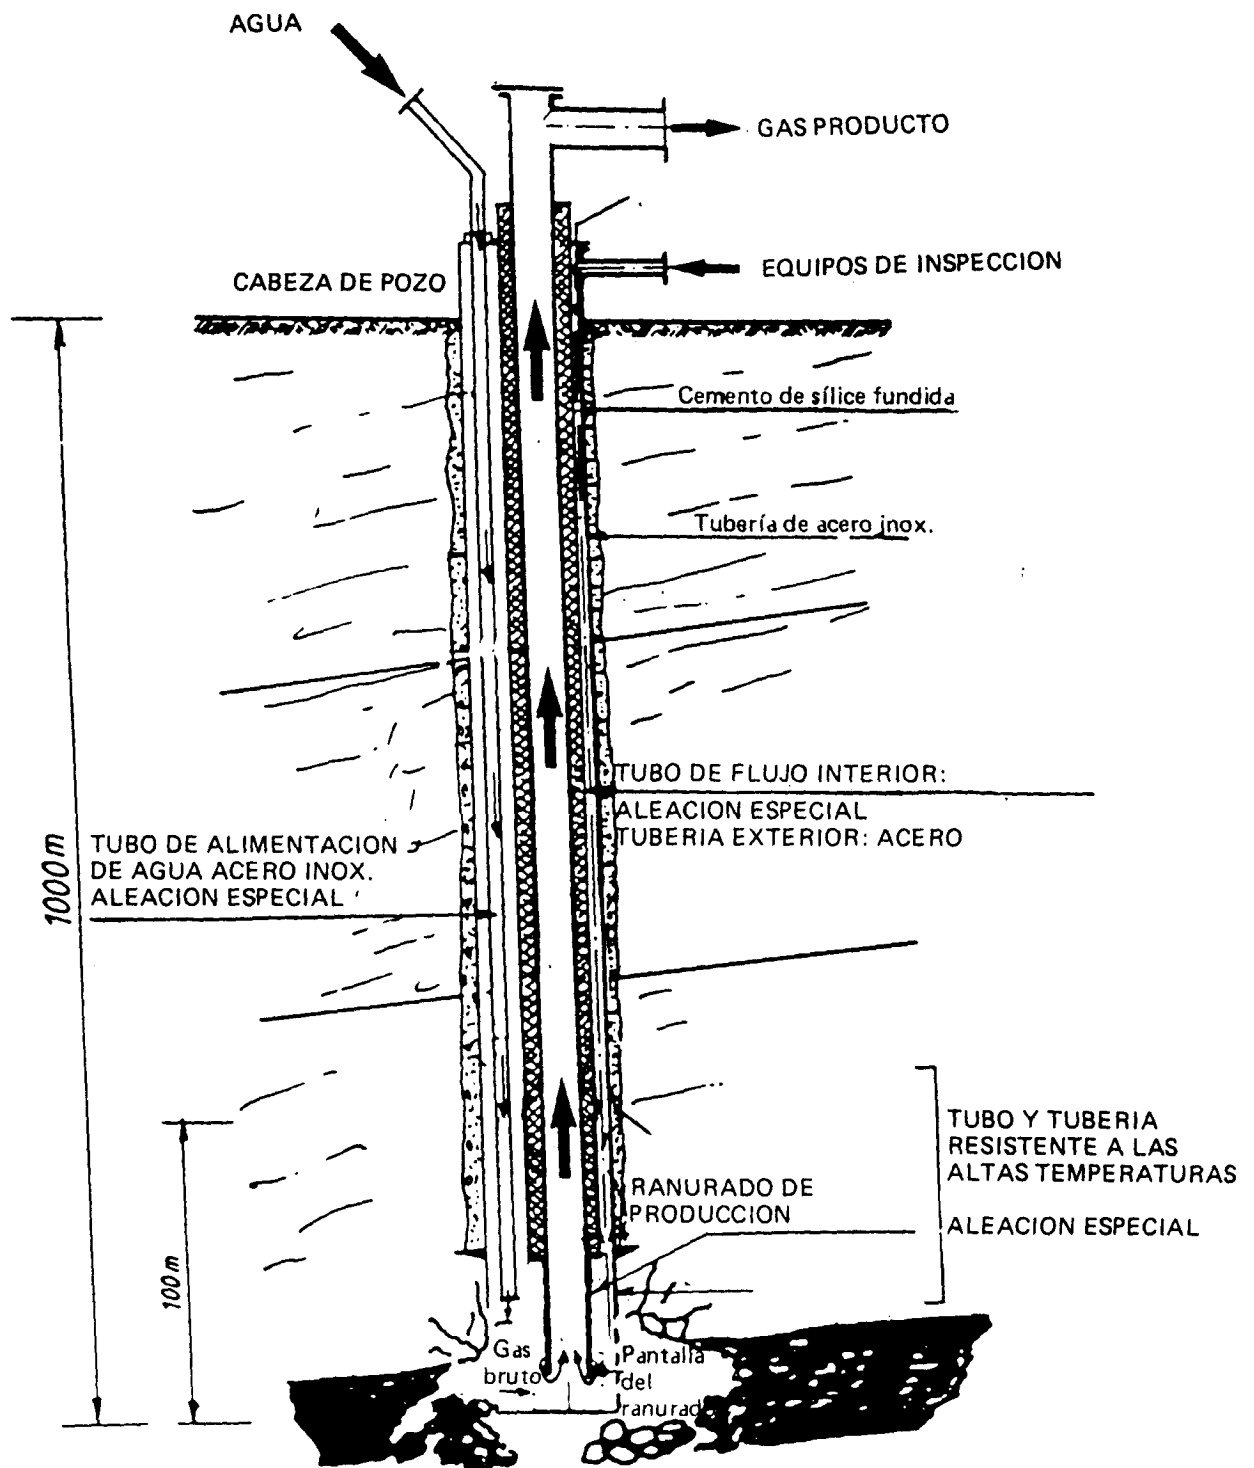 AGUA
GAS PRODUCTO
EQUIPOS DE INSPECCION
CABEZA DE POZO
Cemento de sílice fundida
Tubería de acero inox.
TUBO DE FLUJO INTERIOR:
ALEACION ESPECIAL
TUBERIA EXTERIOR: ACERO
1000m
TUBO DE ALIMENTACION
DE AGUA ACERO INOX.
ALEACION ESPECIAL
100m
TUBO Y TUBERIA
RESISTENTE A LAS
ALTAS TEMPERATURAS
ALEACION ESPECIAL
RANURADO DE
PRODUCCION
Gas
bruto
Pantalla
del
ranurado